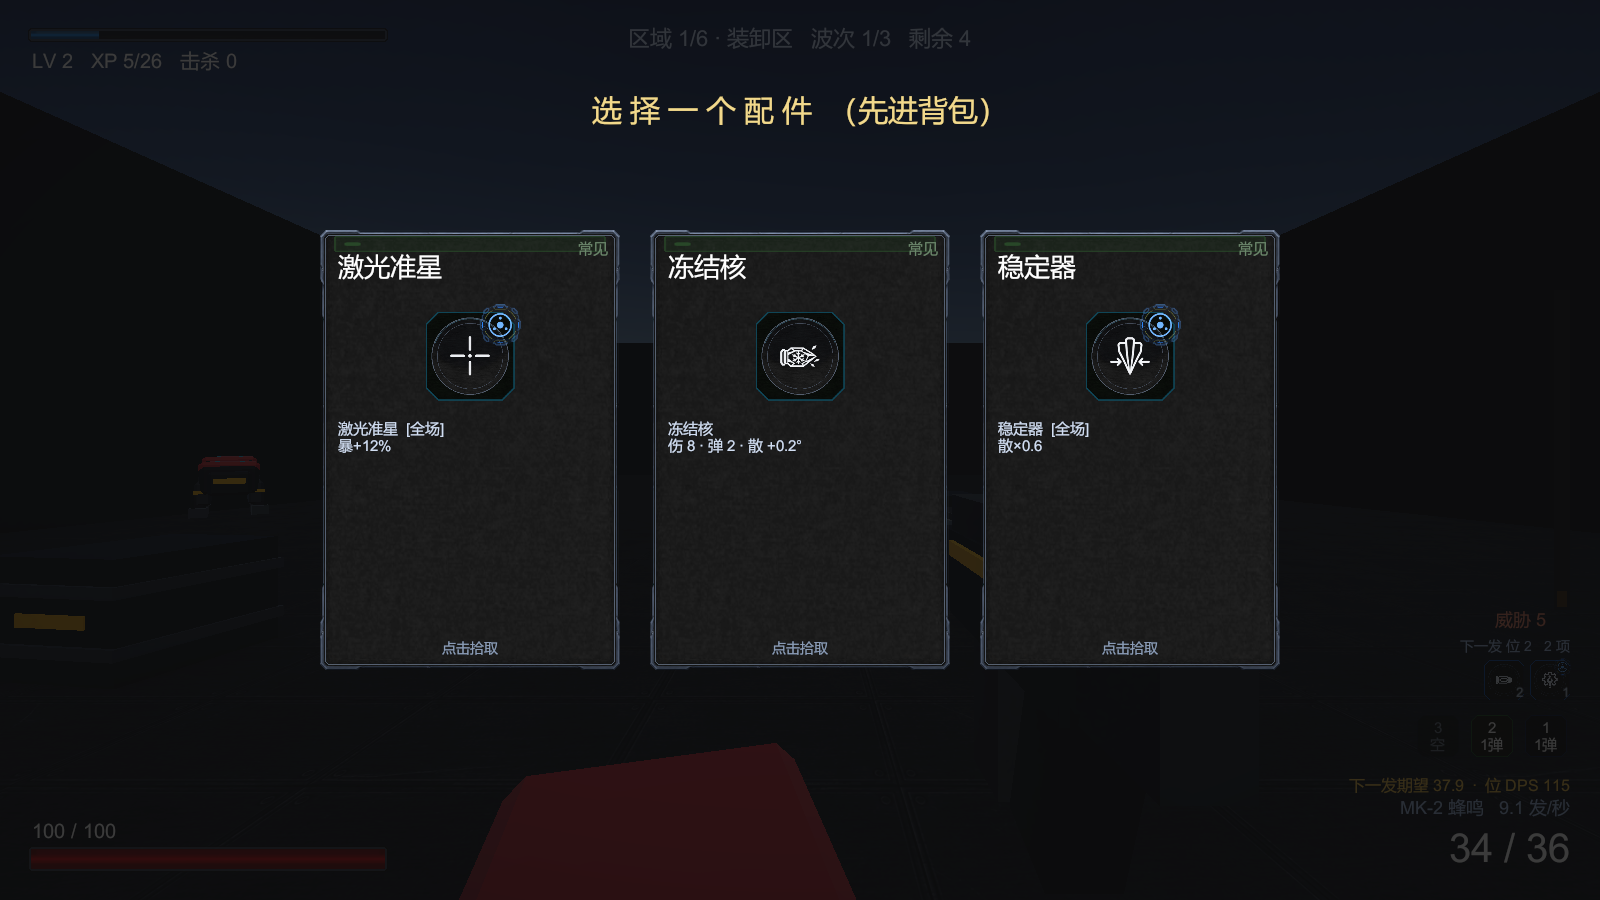 区域 1/6 · 装卸区 波次 1/3 剩余 4
LV 2 XP 5/26 击杀 0
选择一个配件 （先进背包）
常见
激光准星
激光准星 [全场]
暴+12%
点击拾取
常见
冻结核
冻结核
伤 8 · 弹 2 · 散 +0.2°
点击拾取
常见
稳定器
稳定器 [全场]
散×0.6
点击拾取
威胁 5
下一发 位 2 2 项
2
1
3
空
2
1弹
1
1弹
下一发期望 37.9 · 位 DPS 115
MK-2 蜂鸣 9.1 发/秒
34 / 36
100 / 100